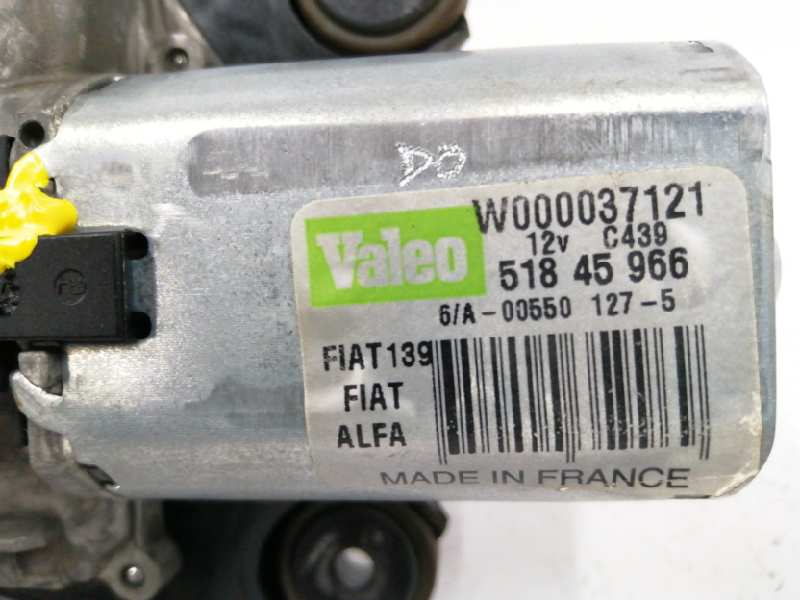 DO
Valeo
W000037121
12v C439
518 45 966
6/A-00550 127-5
FIAT139
FIAT
ALFA
MADE IN FRANCE